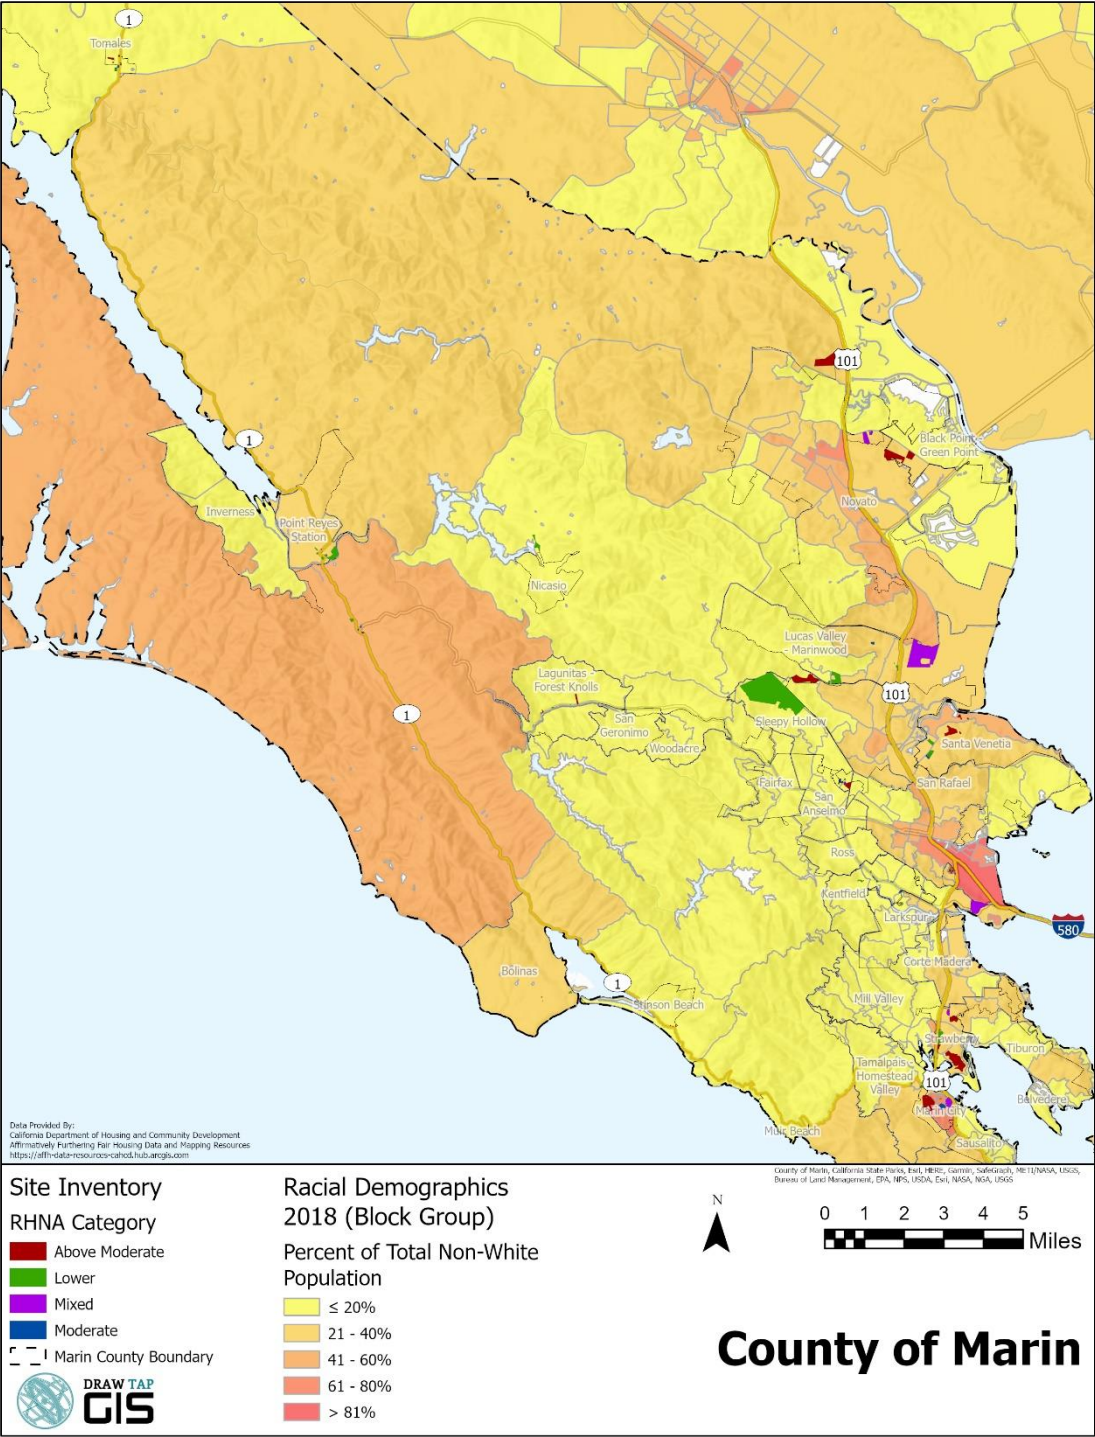 1
Tomales
101
Black Point-
Green Point
1
Novato
Inverness
Point Reyes
Station
Nicasio
Lucas Valley
- Marinwood
Lagunitas -
Forest Knolls
101
1
San
Geronimo
Sleepy Hollow
Woodacre
Santa Venetia
Fairfax
San Rafael
San
Anselmo
Ross
Kentfield
Larkspur
580
Corte Madera
Bolinas
1
Stinson Beach
Mill Valley
Strawberry
Tiburon
Tamalpais -
Homestead
Valley
101
Belvedere
Marin City
Muir Beach
Sausalito
Data Provided By:
California Department of Housing and Community Development
Affirmatively Furthering Fair Housing Data and Mapping Resources
https://affh-data-resources-cahcd.hub.arcgis.com
County of Marin, California State Parks, Esri, HERE, Garmin, SafeGraph, METI/NASA, USGS,
Bureau of Land Management, EPA, NPS, USDA, Esri, NASA, NGA, USGS
Site Inventory
RHNA Category
Above Moderate
Lower
Mixed
Moderate
Marin County Boundary
DRAW TAP
GIS
Racial Demographics
2018 (Block Group)
Percent of Total Non-White
Population
≤ 20%
21 - 40%
41 - 60%
61 - 80%
> 81%
N
0 1 2 3 4 5
Miles
County of Marin